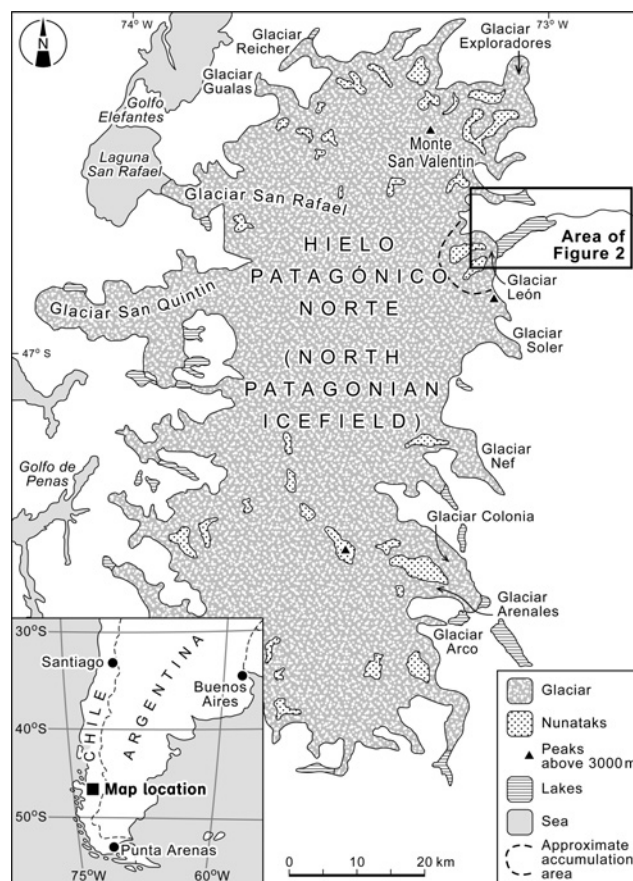 74° W
73° W
N
Glaciar
Reicher
Glaciar
Exploradores
Glaciar
Gualas
Golfo
Elefantes
Laguna
San Rafael
Monte
San Valentin
Glaciar San Rafael
Area of
Figure 2
HIELO
PATAGÓNICO
NORTE
Glaciar
León
Glaciar San Quintin
Glaciar
Soler
47° S
(NORTH
PATAGONIAN
ICEFIELD)
Golfo de
Penas
Glaciar
Nef
Glaciar Colonia
Glaciar
Arenales
Glaciar
Arco
30°S
Santiago
Buenos
Aires
CHILE
ARGENTINA
40°S
Map location
50°S
Punta Arenas
75°W
60°W
Glaciar
Nunataks
Peaks
above 3000m
Lakes
Sea
Approximate
accumulation
area
0 10 20 km